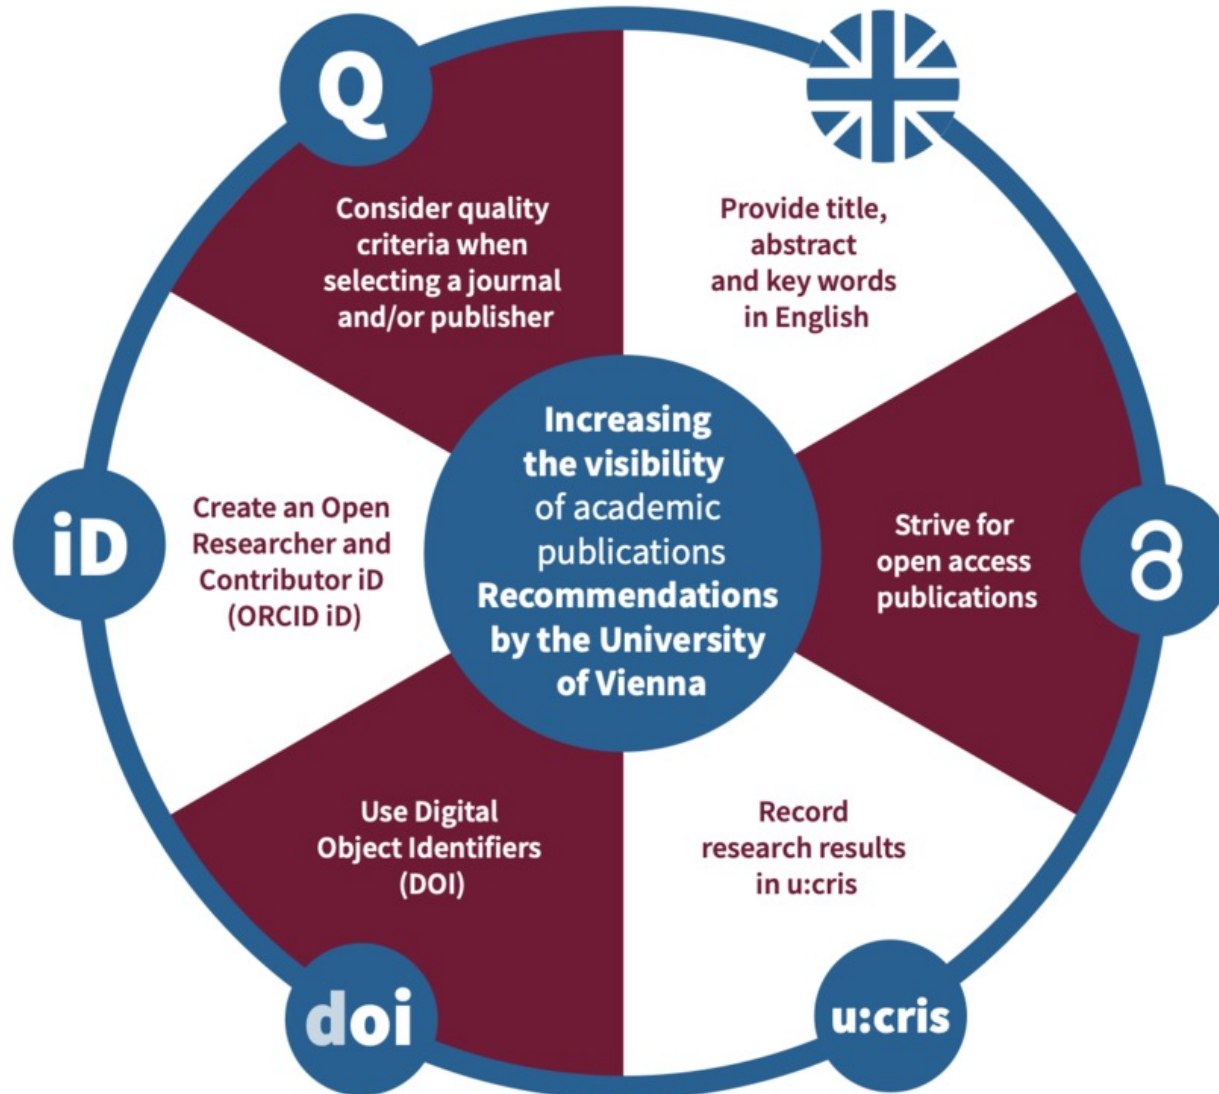 Q
Consider quality
criteria when
selecting a journal
and/or publisher
Provide title,
abstract
and key words
in English
iD
Create an Open
Researcher and
Contributor iD
(ORCID iD)
Increasing
the visibility
of academic
publications
Recommendations
by the University
of Vienna
Strive for
open access
publications
Use Digital
Object Identifiers
(DOI)
Record
research results
in u:cris
doi
u:cris